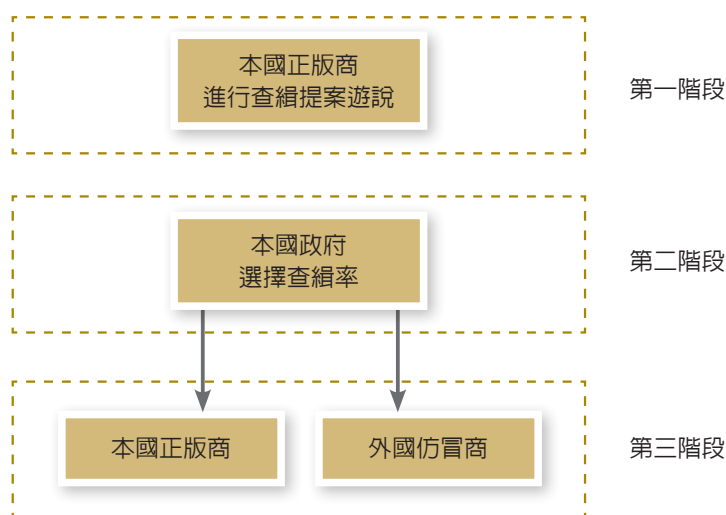 本國正版商
進行查緝提案遊說
第一階段
本國政府
選擇查緝率
第二階段
本國正版商
外國仿冒商
第三階段